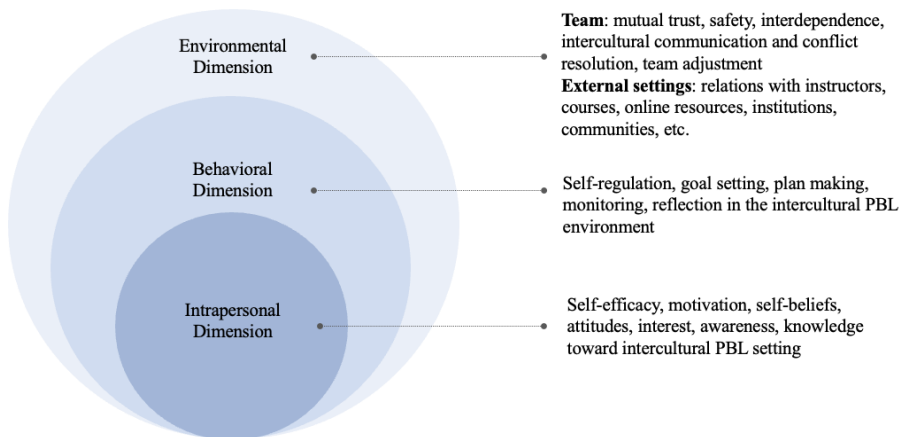 Environmental
Dimension
Team: mutual trust, safety, interdependence,
intercultural communication and conflict
resolution, team adjustment
External settings: relations with instructors,
courses, online resources, institutions,
communities, etc.
Behavioral
Dimension
Self-regulation, goal setting, plan making,
monitoring, reflection in the intercultural PBL
environment
Intrapersonal
Dimension
Self-efficacy, motivation, self-beliefs,
attitudes, interest, awareness, knowledge
toward intercultural PBL setting